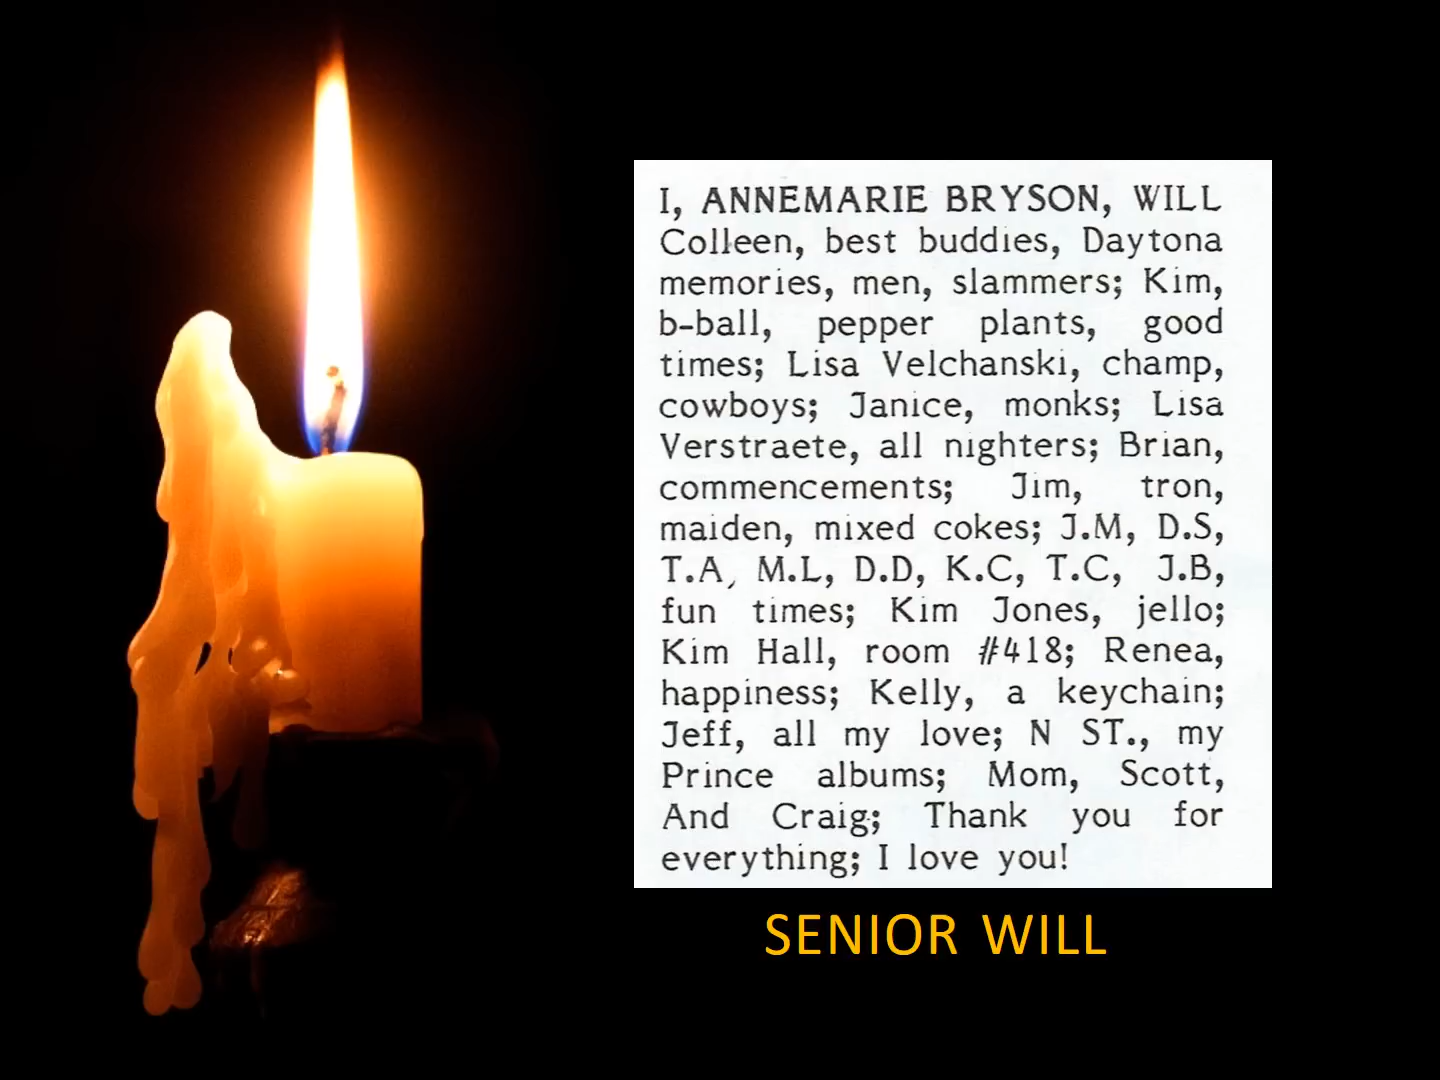 I, ANNEMARIE BRYSON, WILL
Colleen, best buddies, Daytona
memories, men, slammers; Kim,
b-ball, pepper plants, good
times; Lisa Velchanski, champ,
cowboys; Janice, monks; Lisa
Verstraete, all nighters; Brian,
commencements; Jim, tron,
maiden, mixed cokes; J.M, D.S,
T.A, M.L, D.D, K.C, T.C, J.B,
fun times; Kim Jones, jello;
Kim Hall, room #418; Renea,
happiness; Kelly, a keychain;
Jeff, all my love; N ST., my
Prince albums; Mom, Scott,
And Craig; Thank you for
everything; I love you!
SENIOR WILL